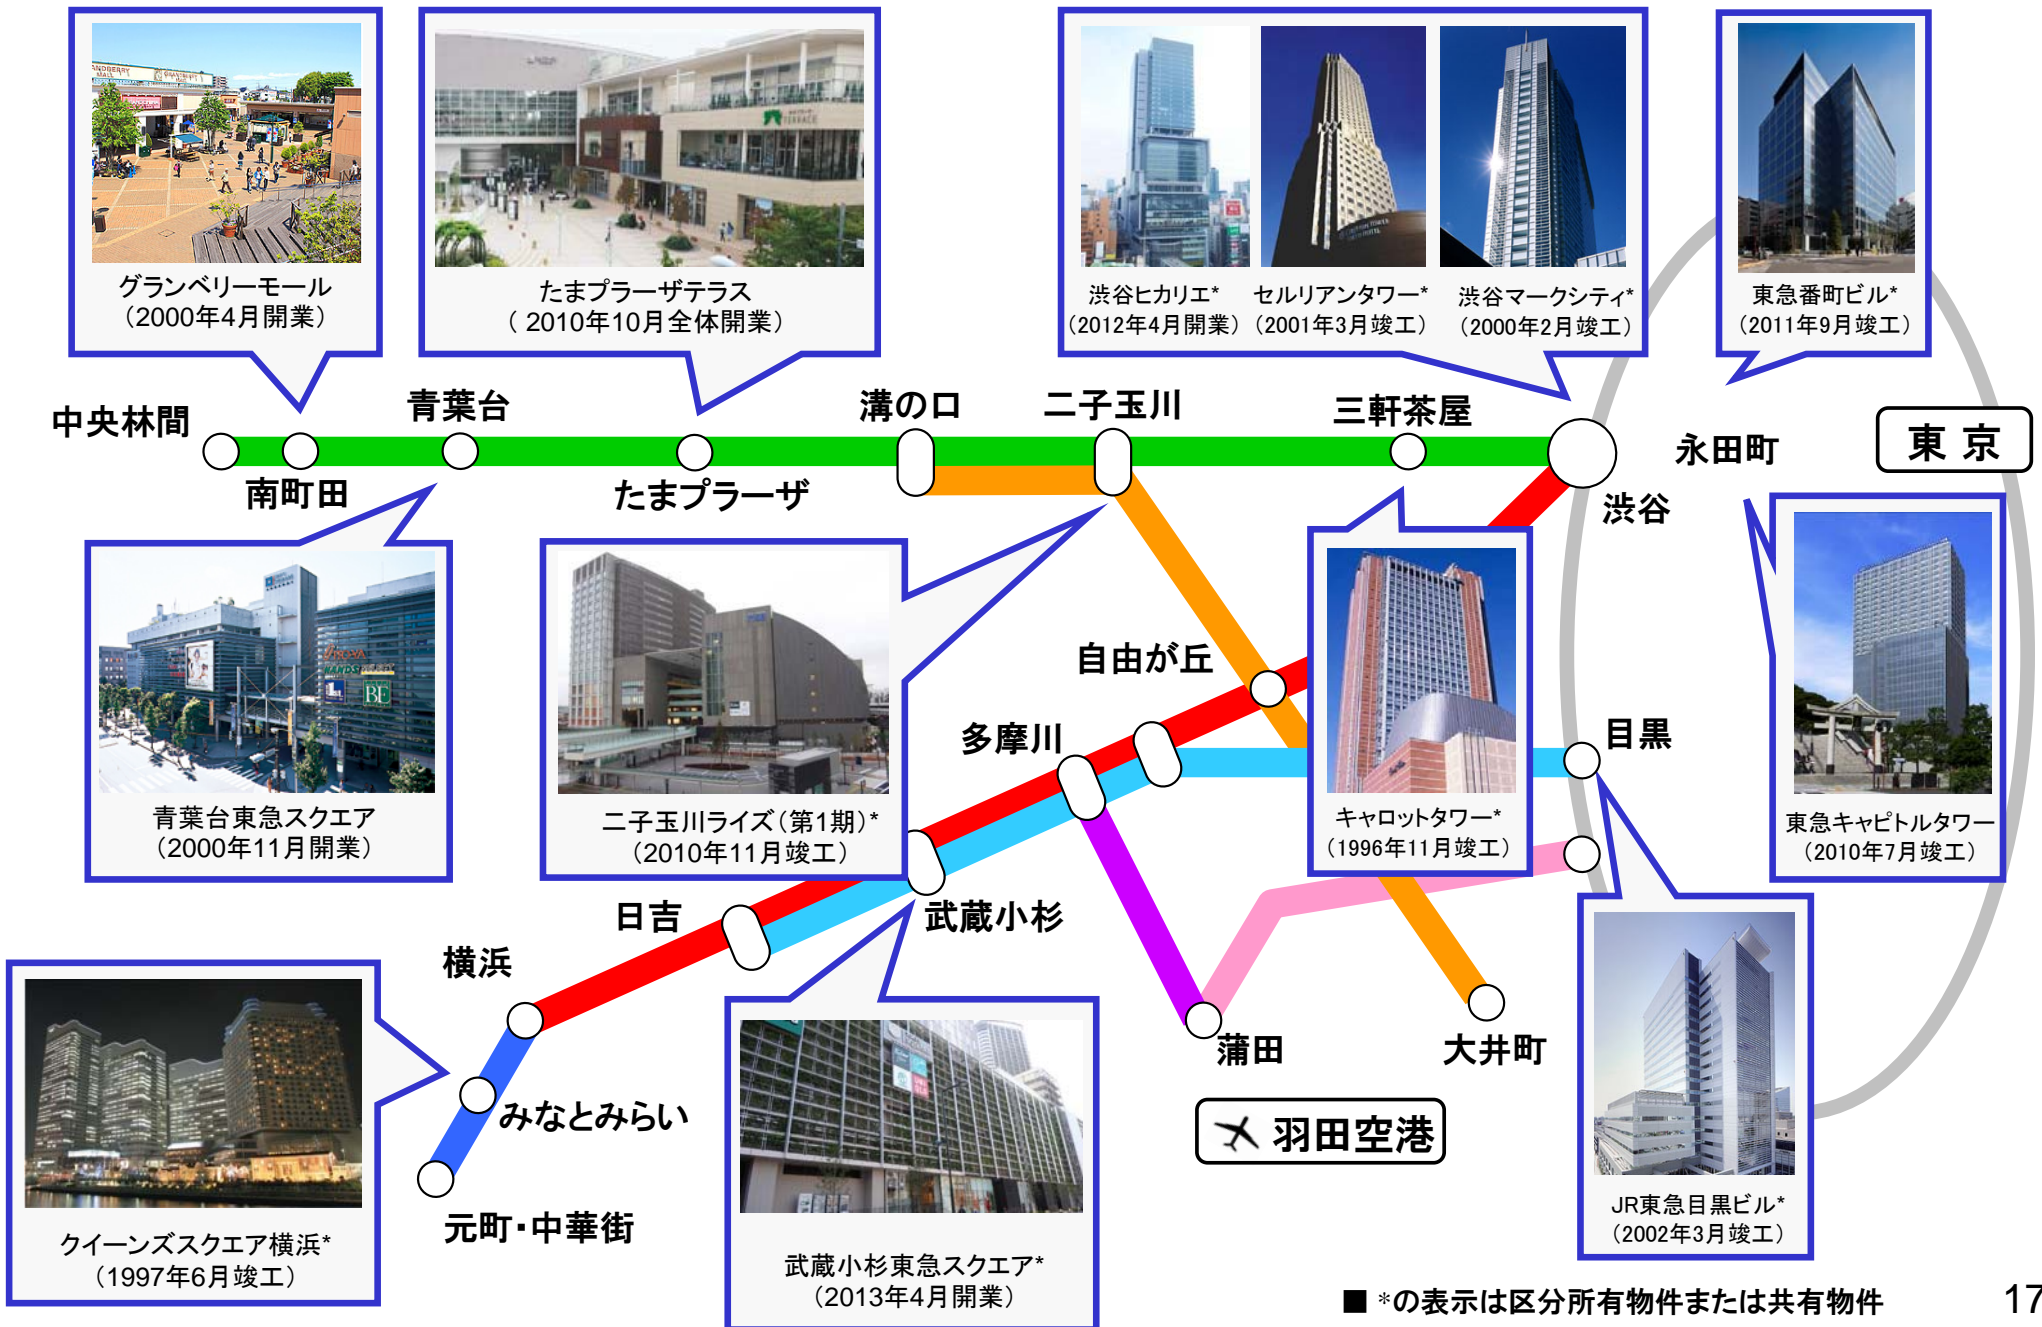 グランベリーモール
（2000年4月開業）
たまプラーザテラス
（ 2010年10月全体開業）
渋谷ヒカリエ*
（2012年4月開業）
セルリアンタワー*
（2001年3月竣工）
渋谷マークシティ*
（2000年2月竣工）
東急番町ビル*
（2011年9月竣工）
中央林間
南町田
青葉台
たまプラーザ
溝の口
二子玉川
三軒茶屋
渋谷
永田町
東京
青葉台東急スクエア
（2000年11月開業）
二子玉川ライズ（第1期）*
（2010年11月竣工）
キャロットタワー*
（1996年11月竣工）
東急キャピトルタワー
（2010年7月竣工）
自由が丘
多摩川
目黒
日吉
武蔵小杉
横浜
みなとみらい
元町・中華街
蒲田
大井町
羽田空港
クイーンズスクエア横浜*
（1997年6月竣工）
武蔵小杉東急スクエア*
（2013年4月開業）
JR東急目黒ビル*
（2002年3月竣工）
■ *の表示は区分所有物件または共有物件
17